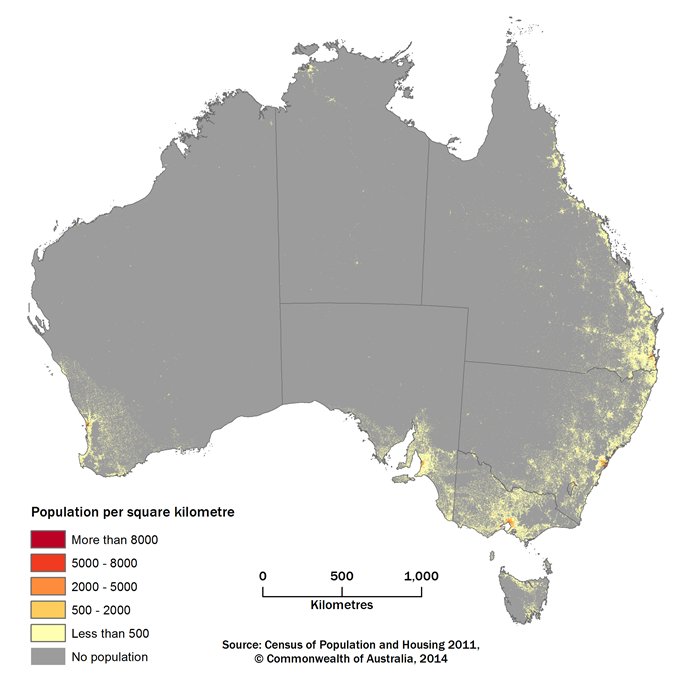 Population per square kilometre
More than 8000
5000 - 8000
2000 - 5000
500 - 2000
Less than 500
No population
0 500 1,000
Kilometres
Source: Census of Population and Housing 2011,
© Commonwealth of Australia, 2014